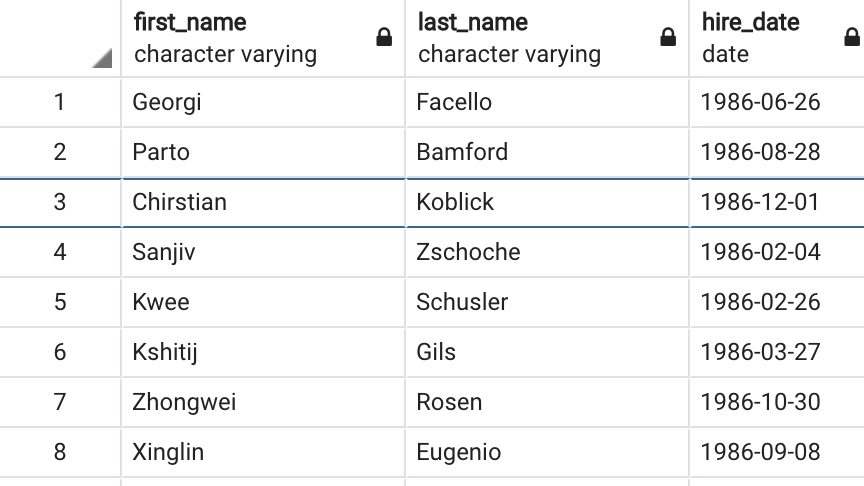 first_name last_name hire_date
character varying character varying date
1 Georgi Facello 1986-06-26
2 Parto Bamford 1986-08-28
3 Chirstian Koblick 1986-12-01
4 Sanjiv Zschoche 1986-02-04
5 Kwee Schusler 1986-02-26
6 Kshitij Gils 1986-03-27
7 Zhongwei Rosen 1986-10-30
8 Xinglin Eugenio 1986-09-08